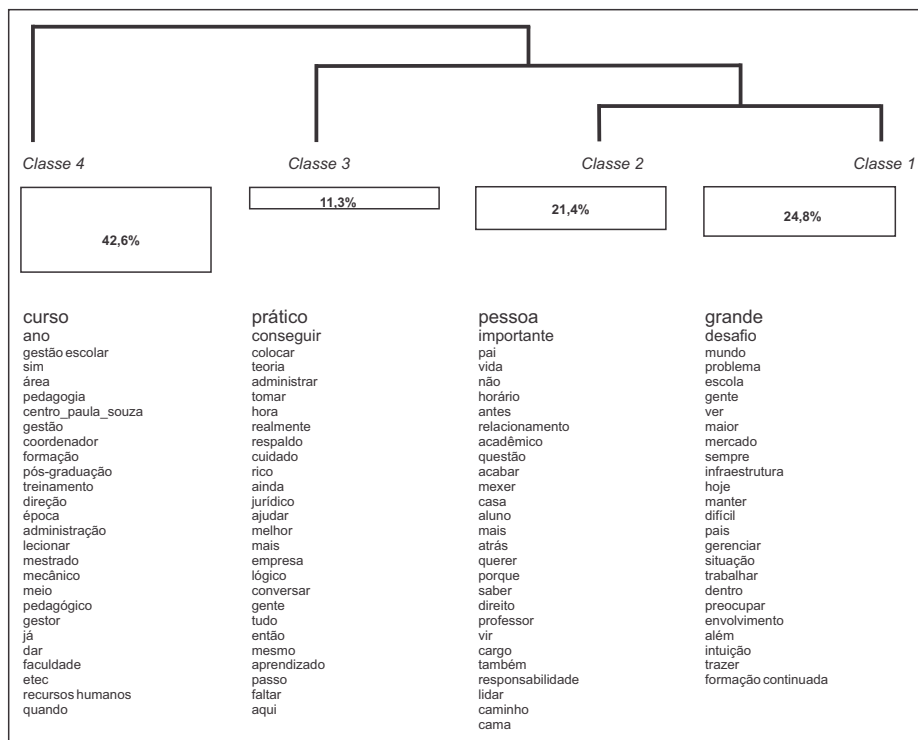 Classe 4
Classe 3
Classe 2
Classe 1
42,6%
11,3%
21,4%
24,8%
curso
ano
gestão escolar
sim
área
pedagogia
centro_paula_souza
gestão
coordenador
formação
pós-graduação
treinamento
direção
época
administração
lecionar
mestrado
mecânico
meio
pedagógico
gestor
já
dar
faculdade
etec
recursos humanos
quando
prático
conseguir
colocar
teoria
administrar
tomar
hora
realmente
respaldo
cuidado
rico
ainda
jurídico
ajudar
melhor
mais
empresa
lógico
conversar
gente
tudo
então
mesmo
aprendizado
passo
faltar
aqui
pessoa
importante
pai
vida
não
horário
antes
relacionamento
acadêmico
questão
acabar
mexer
casa
aluno
mais
atrás
querer
porque
saber
direito
professor
vir
cargo
também
responsabilidade
lidar
caminho
cama
grande
desafio
mundo
problema
escola
gente
ver
maior
mercado
sempre
infraestrutura
hoje
manter
difícil
pais
gerenciar
situação
trabalhar
dentro
preocupar
envolvimento
além
intuição
trazer
formação continuada